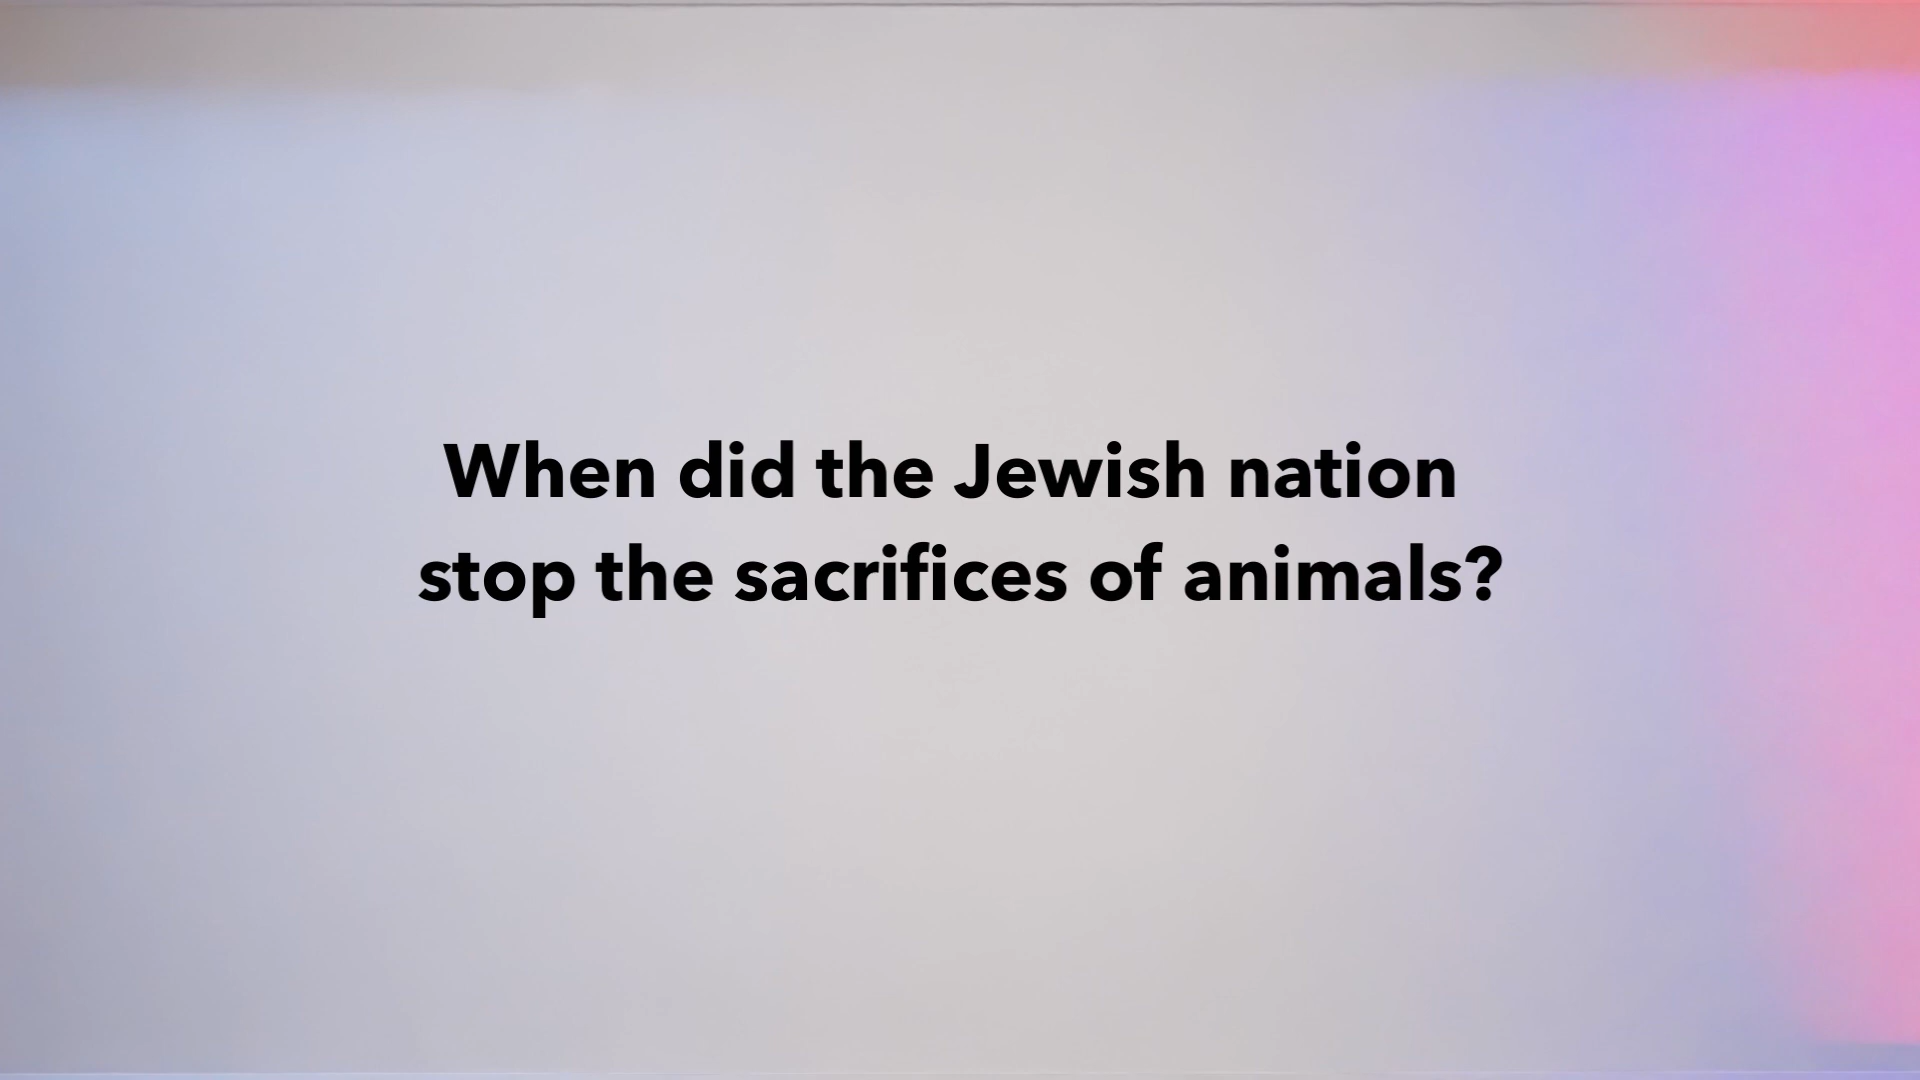 When did the Jewish nation
stop the sacrifices of animals?